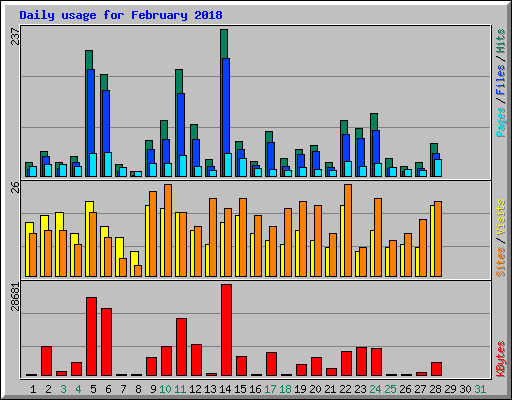 Daily usage for February 2018
237
Pages / Files / Hits
26
Sites / Visits
28681
KBytes
1 2 3 4 5 6 7 8 9 10 11 12 13 14 15 16 17 18 19 20 21 22 23 24 25 26 27 28 29 30 31